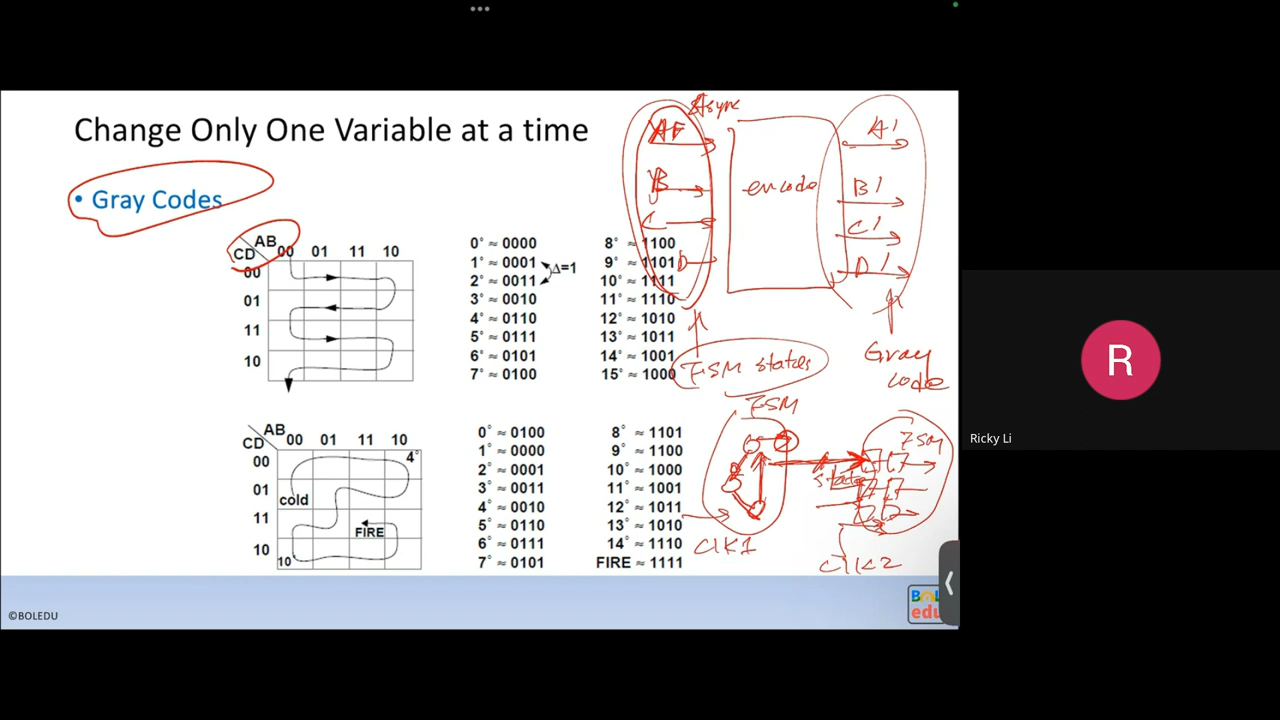 Change Only One Variable at a time
• Gray Codes
AB
CD
00 01 11 10
00
01
11
10
0° ≈ 0000
1° ≈ 0001
2° ≈ 0011
3° ≈ 0010
4° ≈ 0110
5° ≈ 0111
6° ≈ 0101
7° ≈ 0100
Δ=1
8° ≈ 1100
9° ≈ 1101
10° ≈ 1111
11° ≈ 1110
12° ≈ 1010
13° ≈ 1011
14° ≈ 1001
15° ≈ 1000
Async
B
C
D
encode
A'
B'
C'
D'
FSM states
Gray
code
AB
CD
00 01 11 10
00
01
11
10
4°
cold
FIRE
10°
0° ≈ 0100
1° ≈ 0000
2° ≈ 0001
3° ≈ 0011
4° ≈ 0010
5° ≈ 0110
6° ≈ 0111
7° ≈ 0101
8° ≈ 1101
9° ≈ 1100
10° ≈ 1000
11° ≈ 1001
12° ≈ 1011
13° ≈ 1010
14° ≈ 1110
FIRE ≈ 1111
FSM
CLK1
state
FSM
CLK2
©BOLEDU
BOL
edu
R
Ricky Li